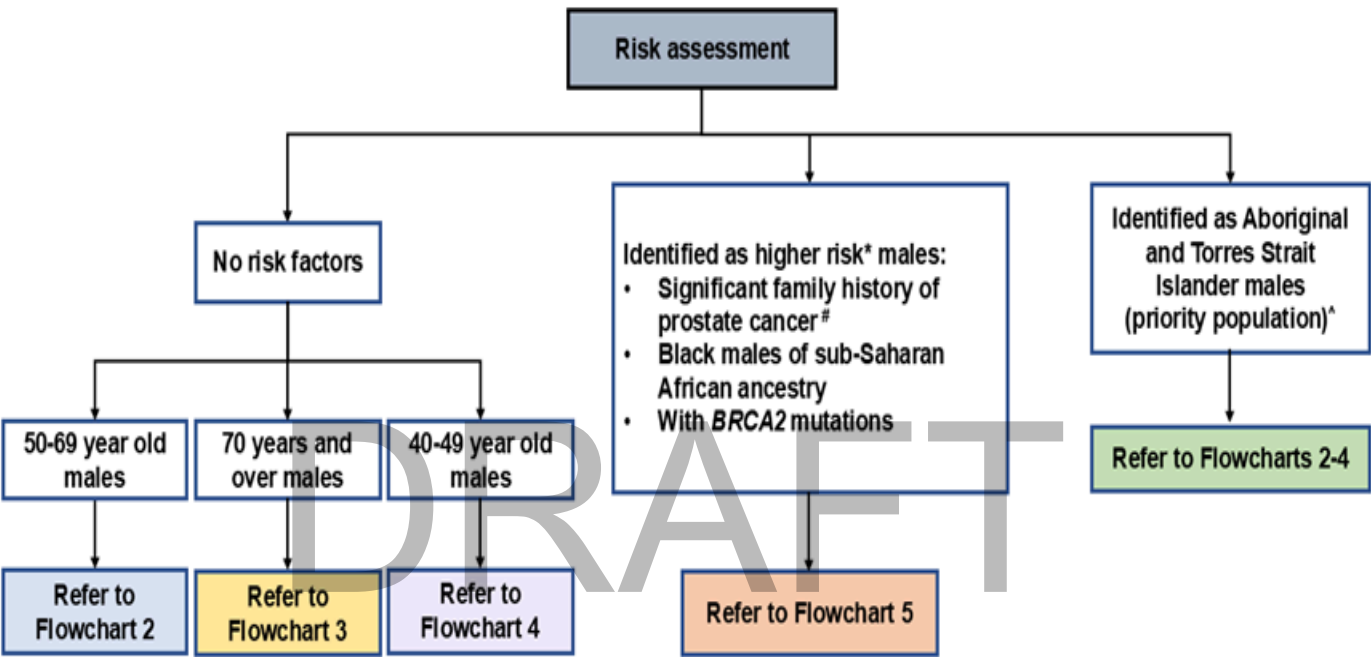 Risk assessment
No risk factors
Identified as higher risk* males:
• Significant family history of
prostate cancer #
• Black males of sub-Saharan
African ancestry
• With BRCA2 mutations
Identified as Aboriginal
and Torres Strait
Islander males
(priority population)^
50-69 year old
males
70 years and
over males
40-49 year old
males
Refer to Flowcharts 2-4
DRAFT
Refer to
Flowchart 2
Refer to
Flowchart 3
Refer to
Flowchart 4
Refer to Flowchart 5